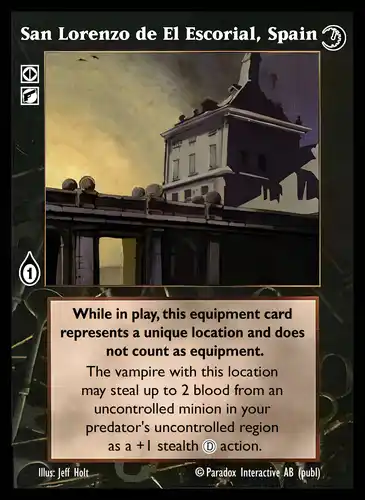 San Lorenzo de El Escorial, Spain
1
While in play, this equipment card
represents a unique location and does
not count as equipment.
The vampire with this location
may steal up to 2 blood from an
uncontrolled minion in your
predator's uncontrolled region
as a +1 stealth Ⓓ action.
Illus: Jeff Holt
© Paradox Interactive AB (publ)